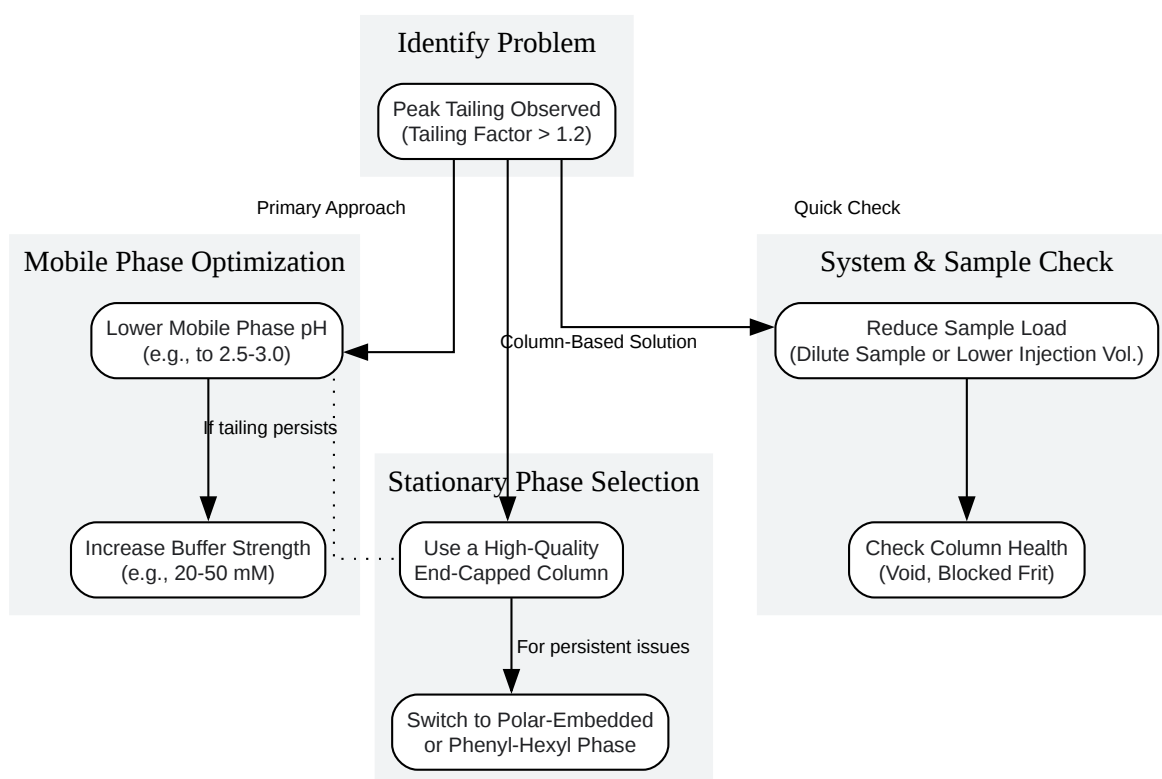 Identify Problem
Peak Tailing Observed
(Tailing Factor > 1.2)
Primary Approach
Quick Check
Mobile Phase Optimization
Lower Mobile Phase pH
(e.g., to 2.5-3.0)
If tailing persists
Increase Buffer Strength
(e.g., 20-50 mM)
Column-Based Solution
Stationary Phase Selection
Use a High-Quality
End-Capped Column
For persistent issues
Switch to Polar-Embedded
or Phenyl-Hexyl Phase
System & Sample Check
Reduce Sample Load
(Dilute Sample or Lower Injection Vol.)
Check Column Health
(Void, Blocked Frit)